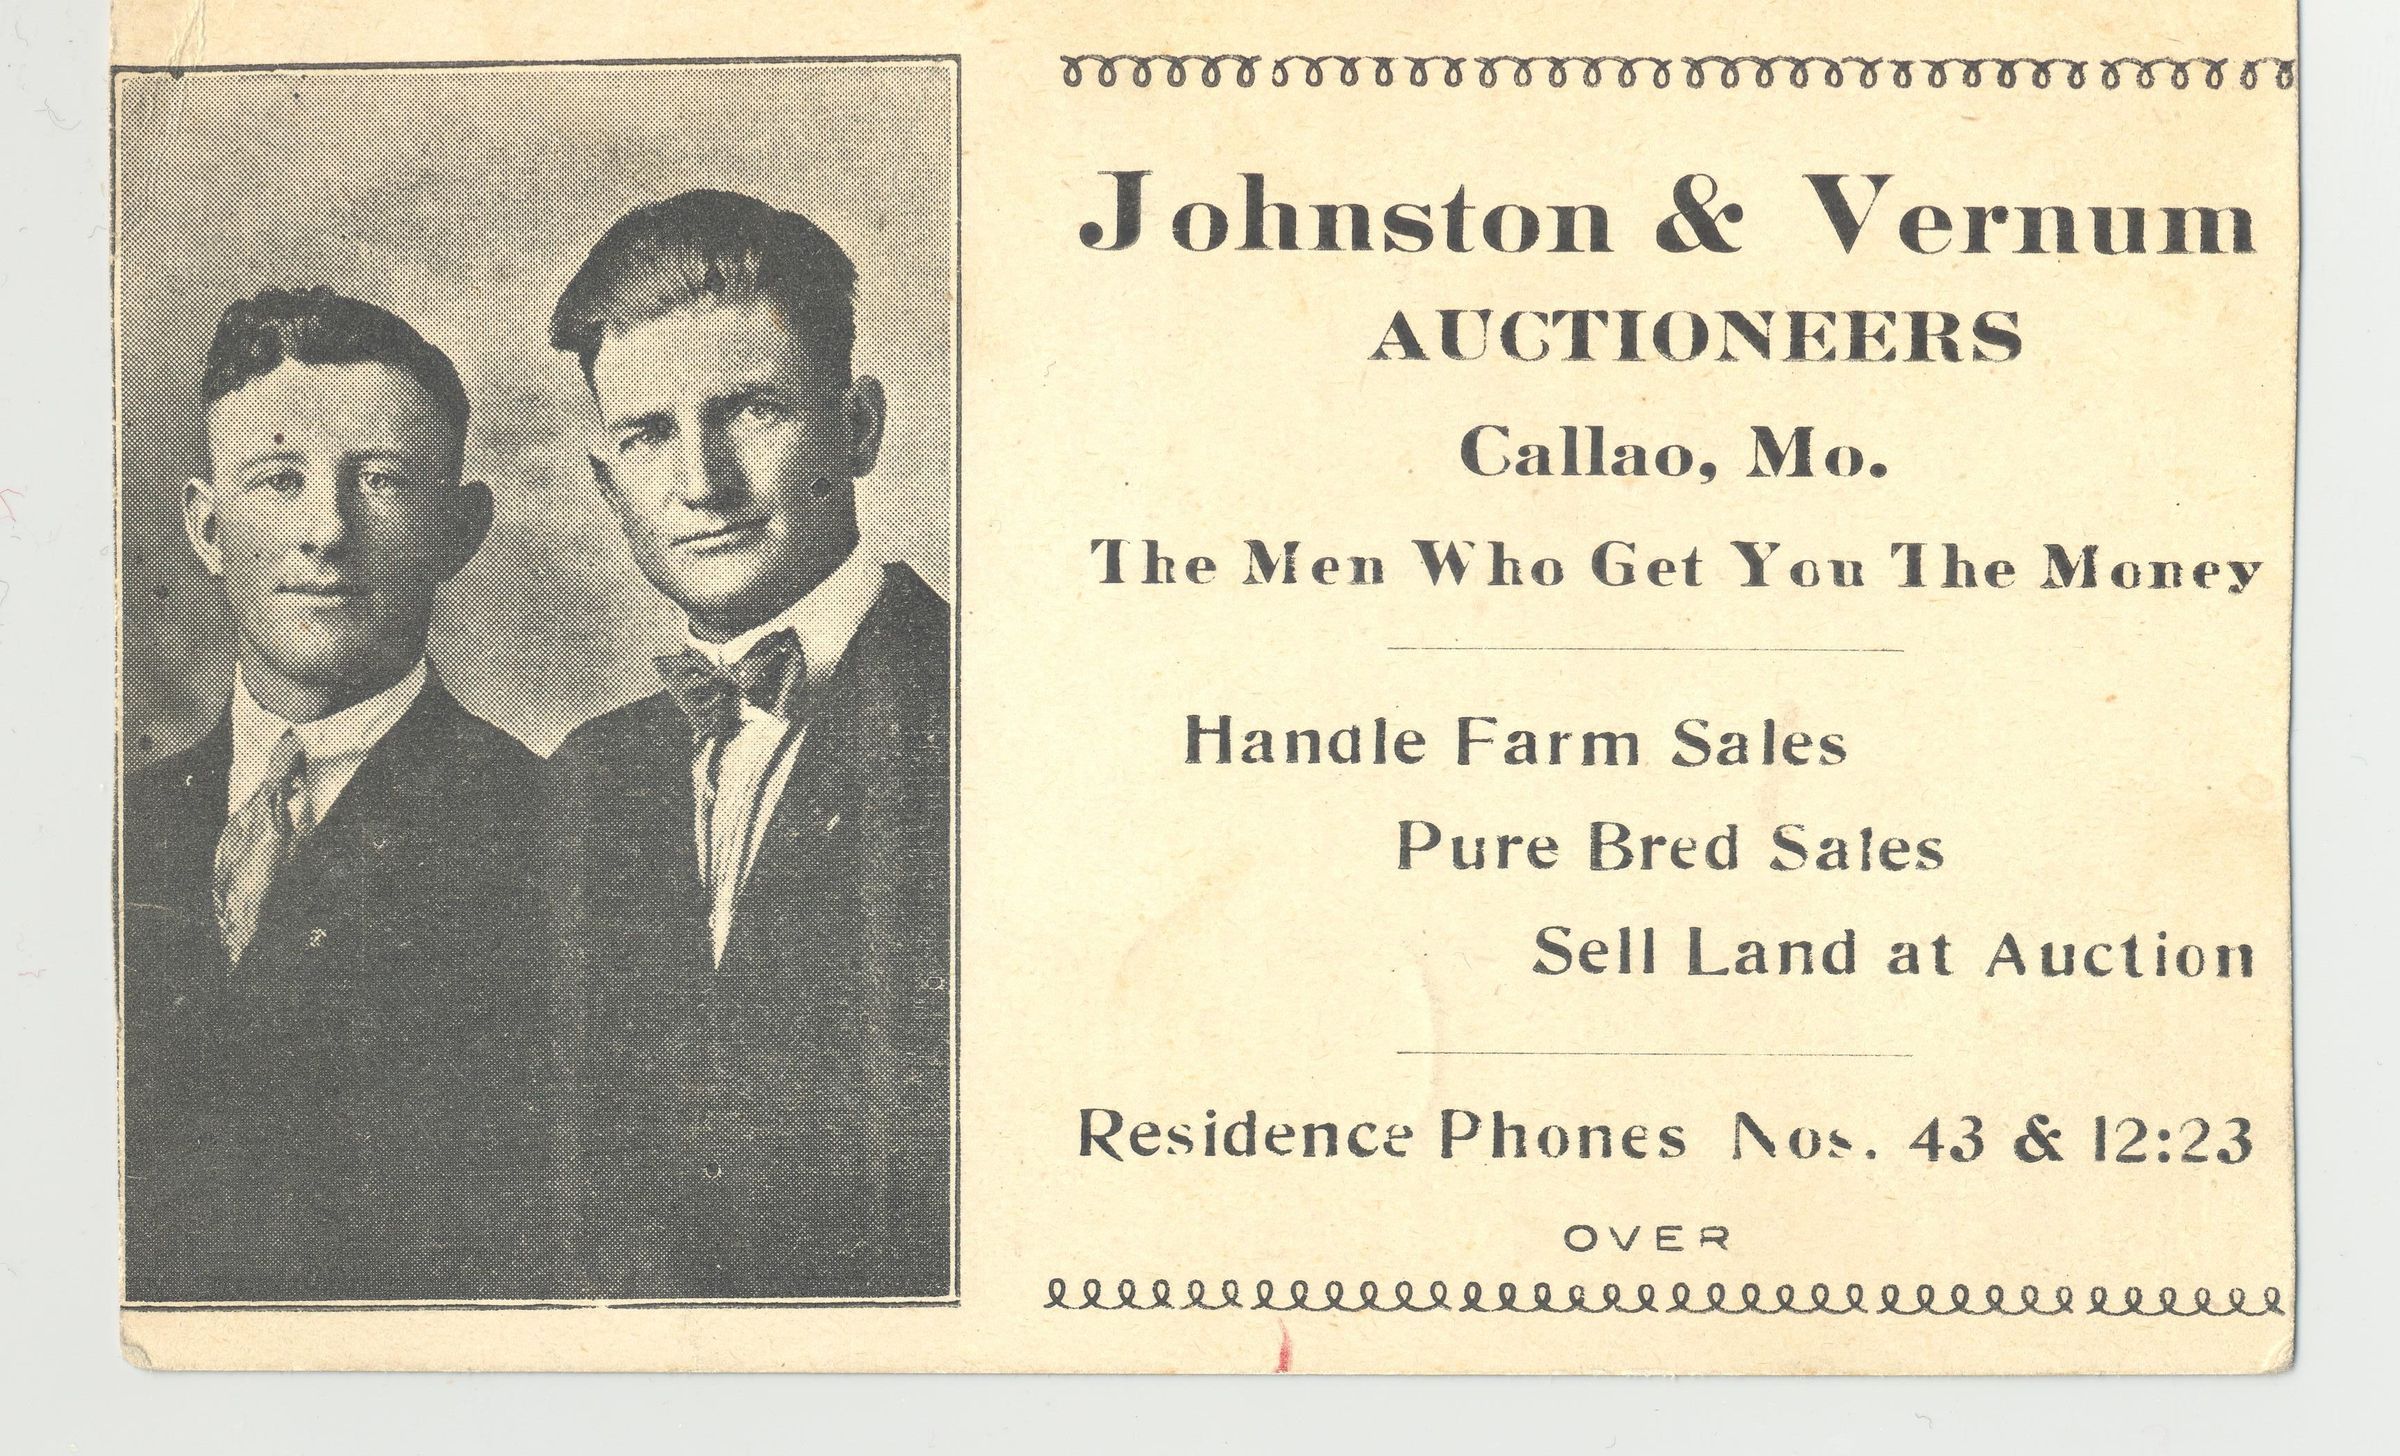 Johnston & Vernum
AUCTIONEERS
Callao, Mo.
The Men Who Get You The Money
Handle Farm Sales
Pure Bred Sales
Sell Land at Auction
Residence Phones Nos. 43 & 12:23
OVER